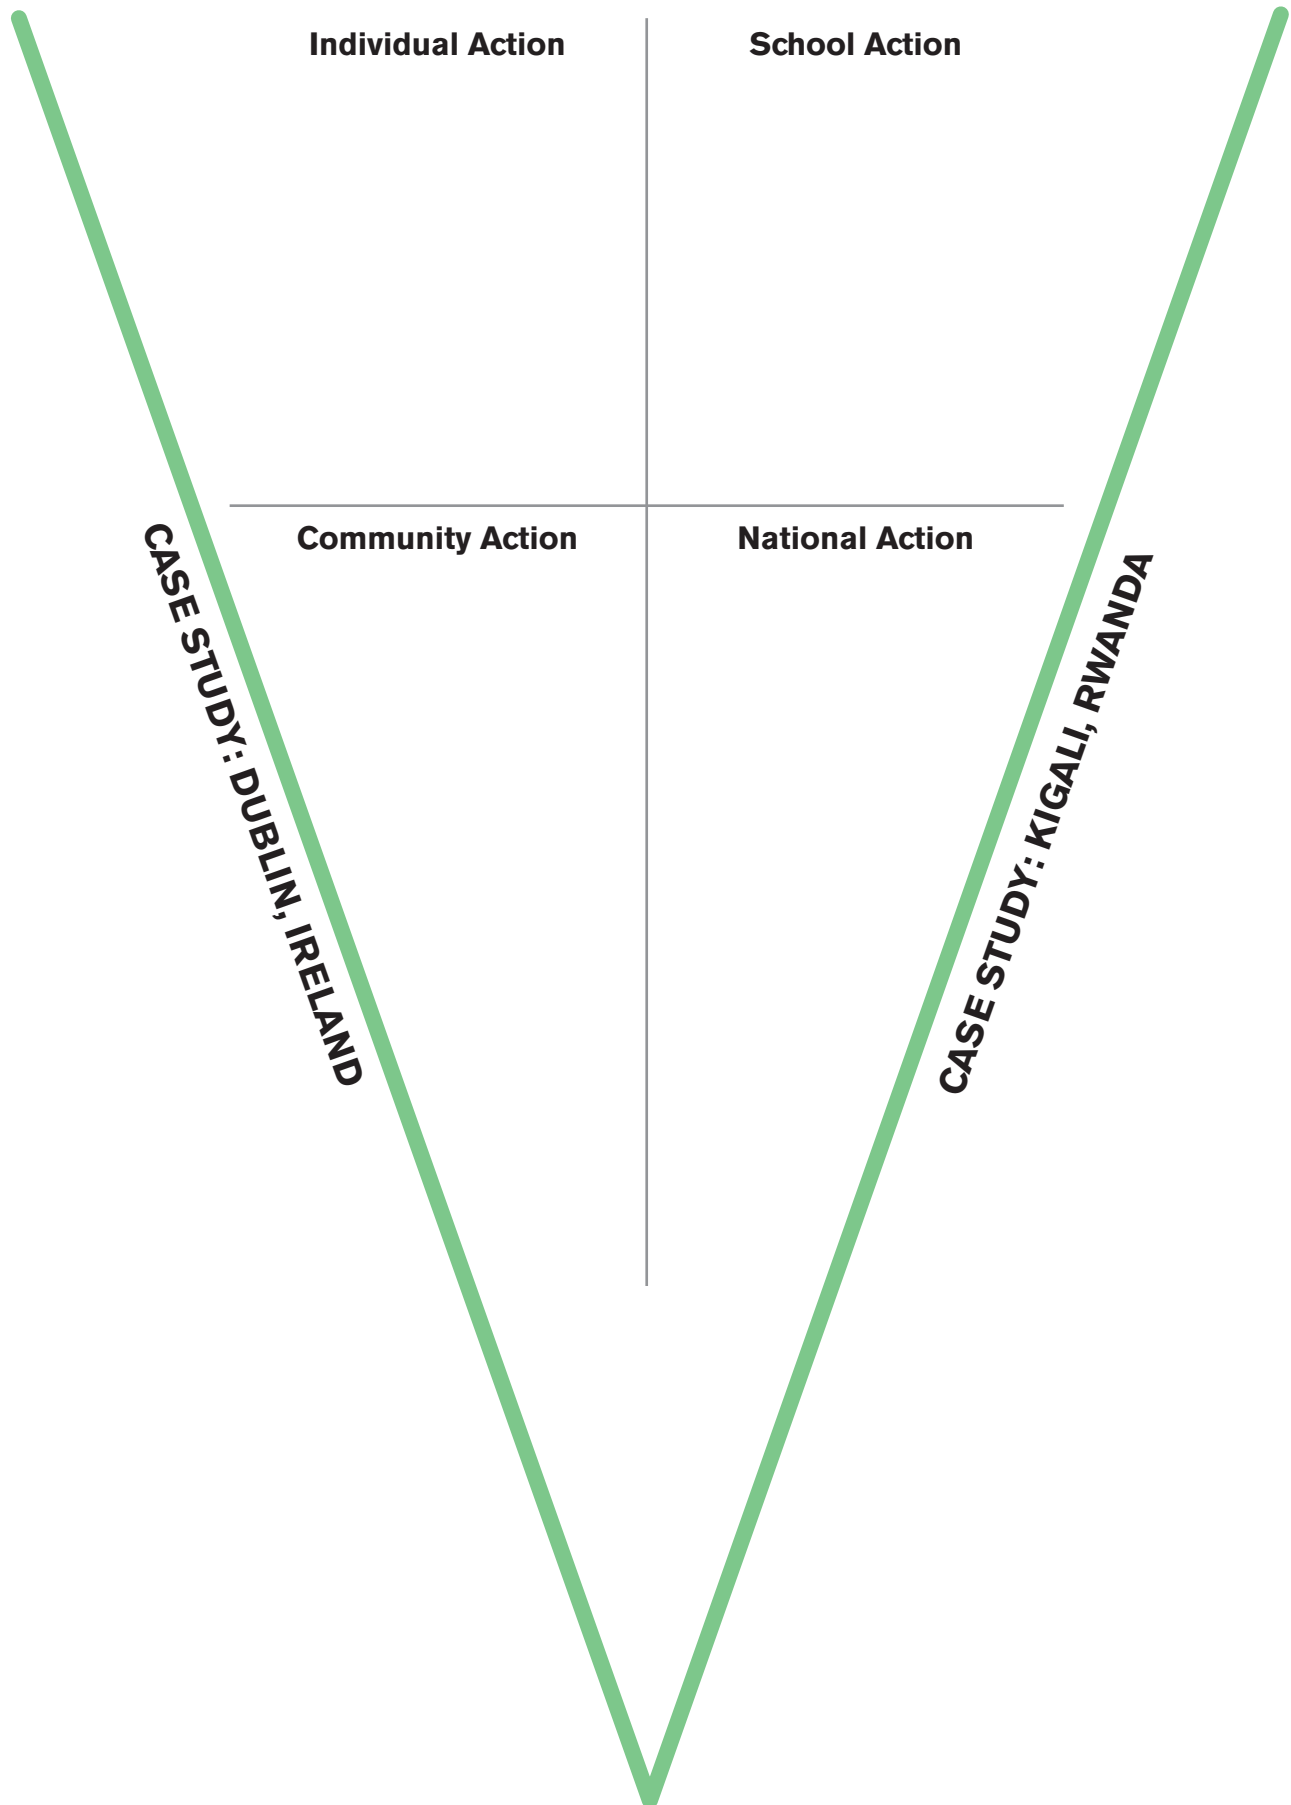 Individual Action
School Action
Community Action
National Action
CASE STUDY: DUBLIN, IRELAND
CASE STUDY: KIGALI, RWANDA